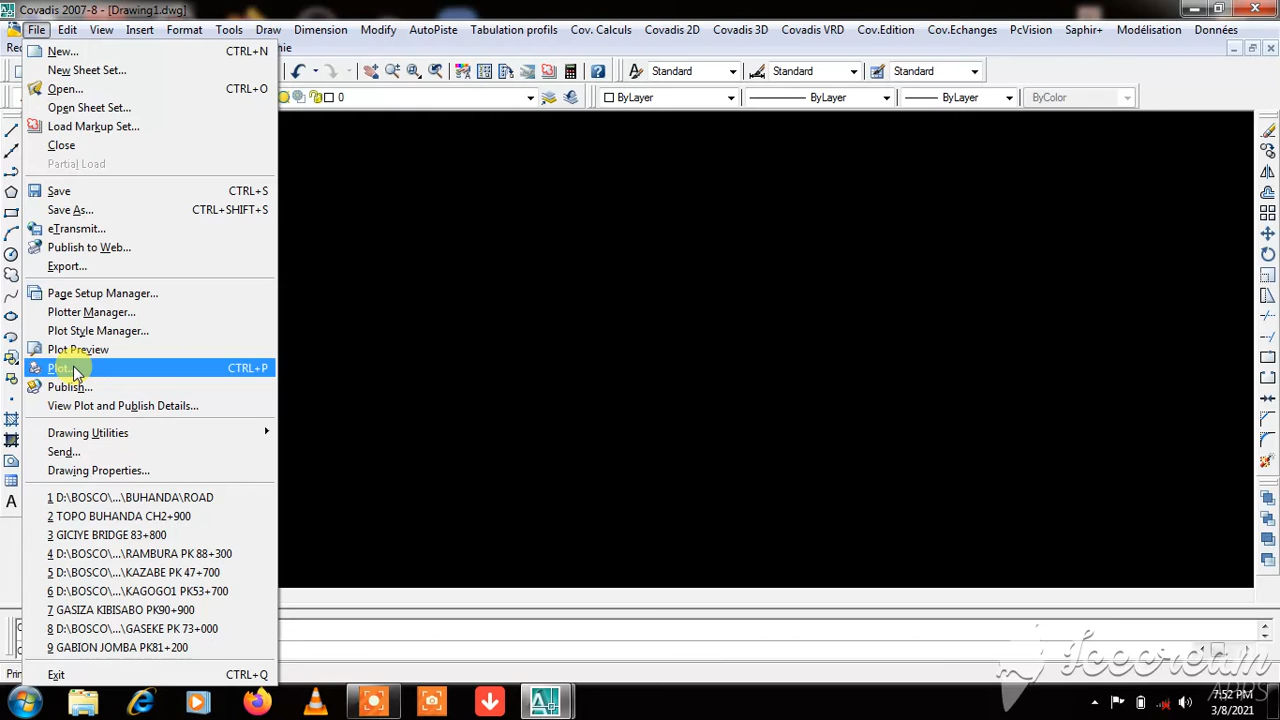 Covadis 2007-8 - [Drawing1.dwg]
File Edit View Insert Format Tools Draw Dimension Modify AutoPiste Tabulation profils Cov. Calculs Covadis 2D Covadis 3D Covadis VRD Cov.Edition Cov.Echanges PcVision Saphir+ Modélisation Données
New... CTRL+N
New Sheet Set...
Open... CTRL+O
Standard Standard Standard
Open Sheet Set...
0 ByLayer ByLayer ByLayer ByColor
Load Markup Set...
Close
Partial Load
Save CTRL+S
Save As... CTRL+SHIFT+S
eTransmit...
Publish to Web...
Export...
Page Setup Manager...
Plotter Manager...
Plot Style Manager...
Plot Preview
Plot... CTRL+P
Publish...
View Plot and Publish Details...
Drawing Utilities
Send...
Drawing Properties...
1 D:\BOSCO\...\BUHANDA\ROAD
2 TOPO BUHANDA CH2+900
3 GICIYE BRIDGE 83+800
4 D:\BOSCO\...\RAMBURA PK 88+300
5 D:\BOSCO\...\KAZABE PK 47+700
6 D:\BOSCO\...\KAGOGO1 PK53+700
7 GASIZA KIBISABO PK90+900
8 D:\BOSCO\...\GASEKE PK 73+000
9 GABION JOMBA PK81+200
Exit CTRL+Q
Icecream
APPS
7:52 PM
3/8/2021